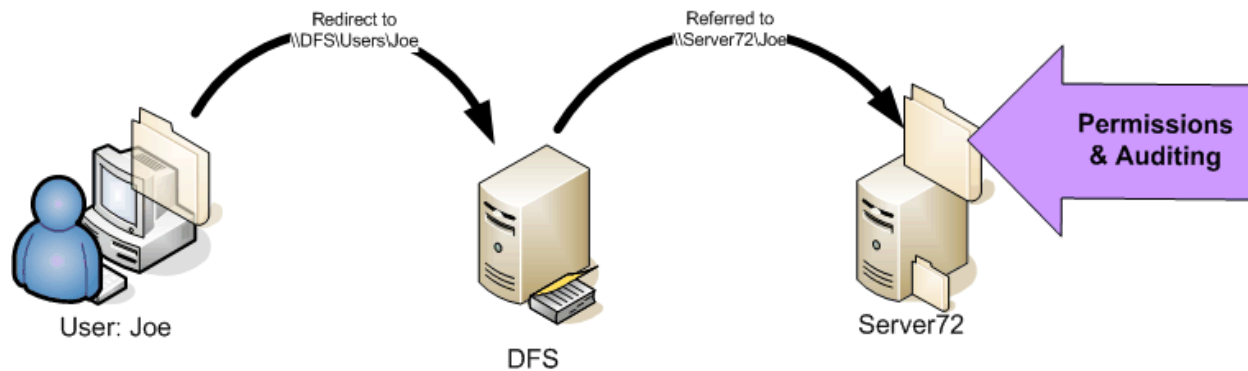 Redirect to
\\DFS\Users\Joe
Referred to
\\Server72\Joe
Permissions
& Auditing
User: Joe
DFS
Server72